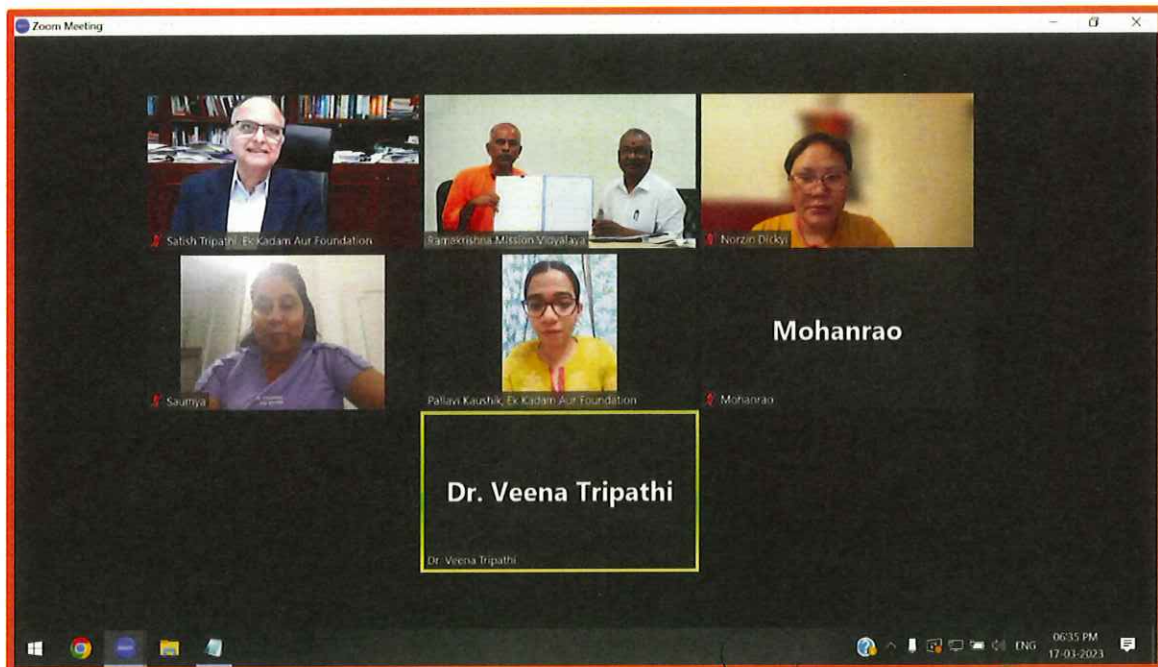 Zoom Meeting
Satish Tripathi, Ek Kadam Aur Foundation
Ramakrishna Mission Vidyalaya
Norzin Dickyi
Saumya
Pallavi Kaushik, Ek Kadam Aur Foundation
Mohanrao
Mohanrao
Dr. Veena Tripathi
Dr. Veena Tripathi
ENG
06:35 PM
17-03-2023